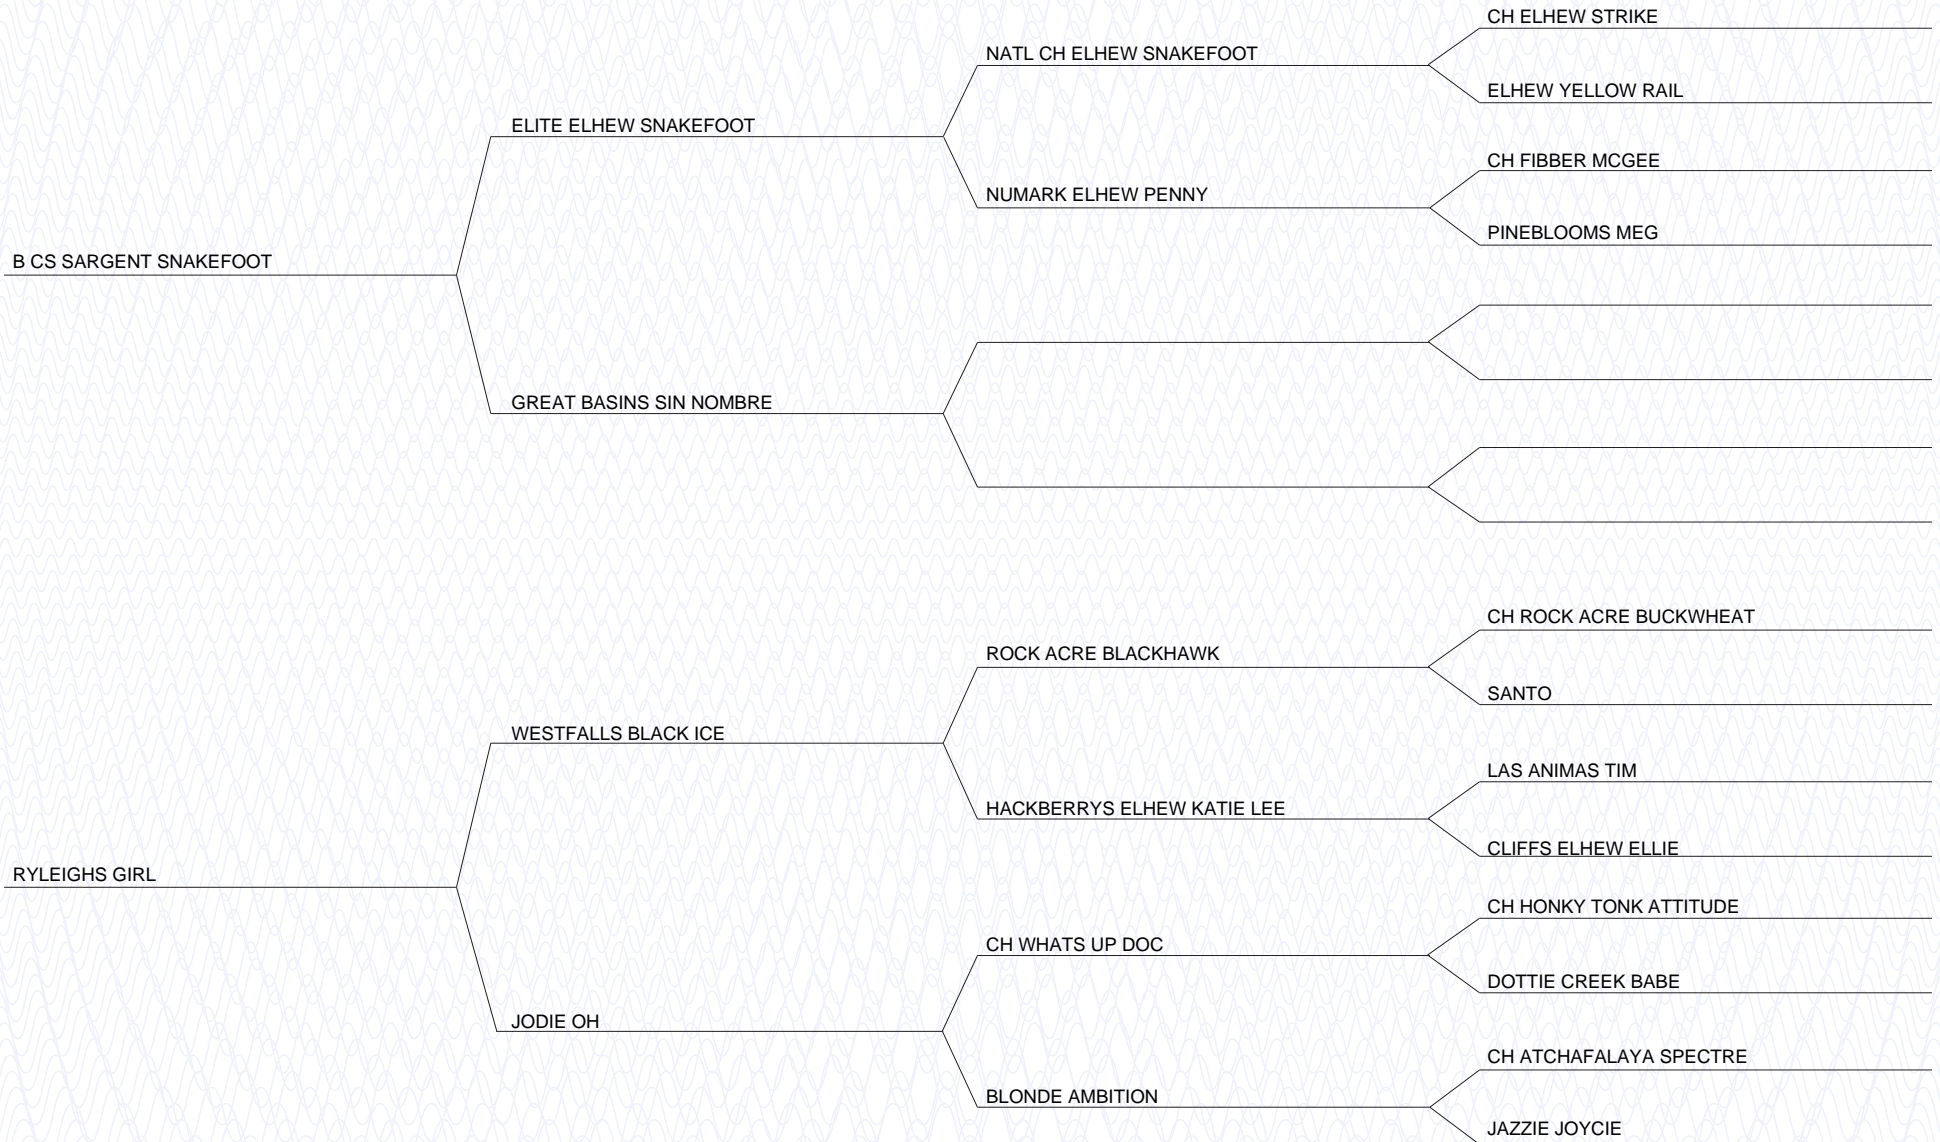 CH ELHEW STRIKE
NATL CH ELHEW SNAKEFOOT
ELHEW YELLOW RAIL
ELITE ELHEW SNAKEFOOT
CH FIBBER MCGEE
NUMARK ELHEW PENNY
PINEBLOOMS MEG
B CS SARGENT SNAKEFOOT
GREAT BASINS SIN NOMBRE
CH ROCK ACRE BUCKWHEAT
ROCK ACRE BLACKHAWK
SANTO
WESTFALLS BLACK ICE
LAS ANIMAS TIM
HACKBERRYS ELHEW KATIE LEE
CLIFFS ELHEW ELLIE
RYLEIGHS GIRL
CH HONKY TONK ATTITUDE
CH WHATS UP DOC
DOTTIE CREEK BABE
JODIE OH
CH ATCHAFALAYA SPECTRE
BLONDE AMBITION
JAZZIE JOYCIE